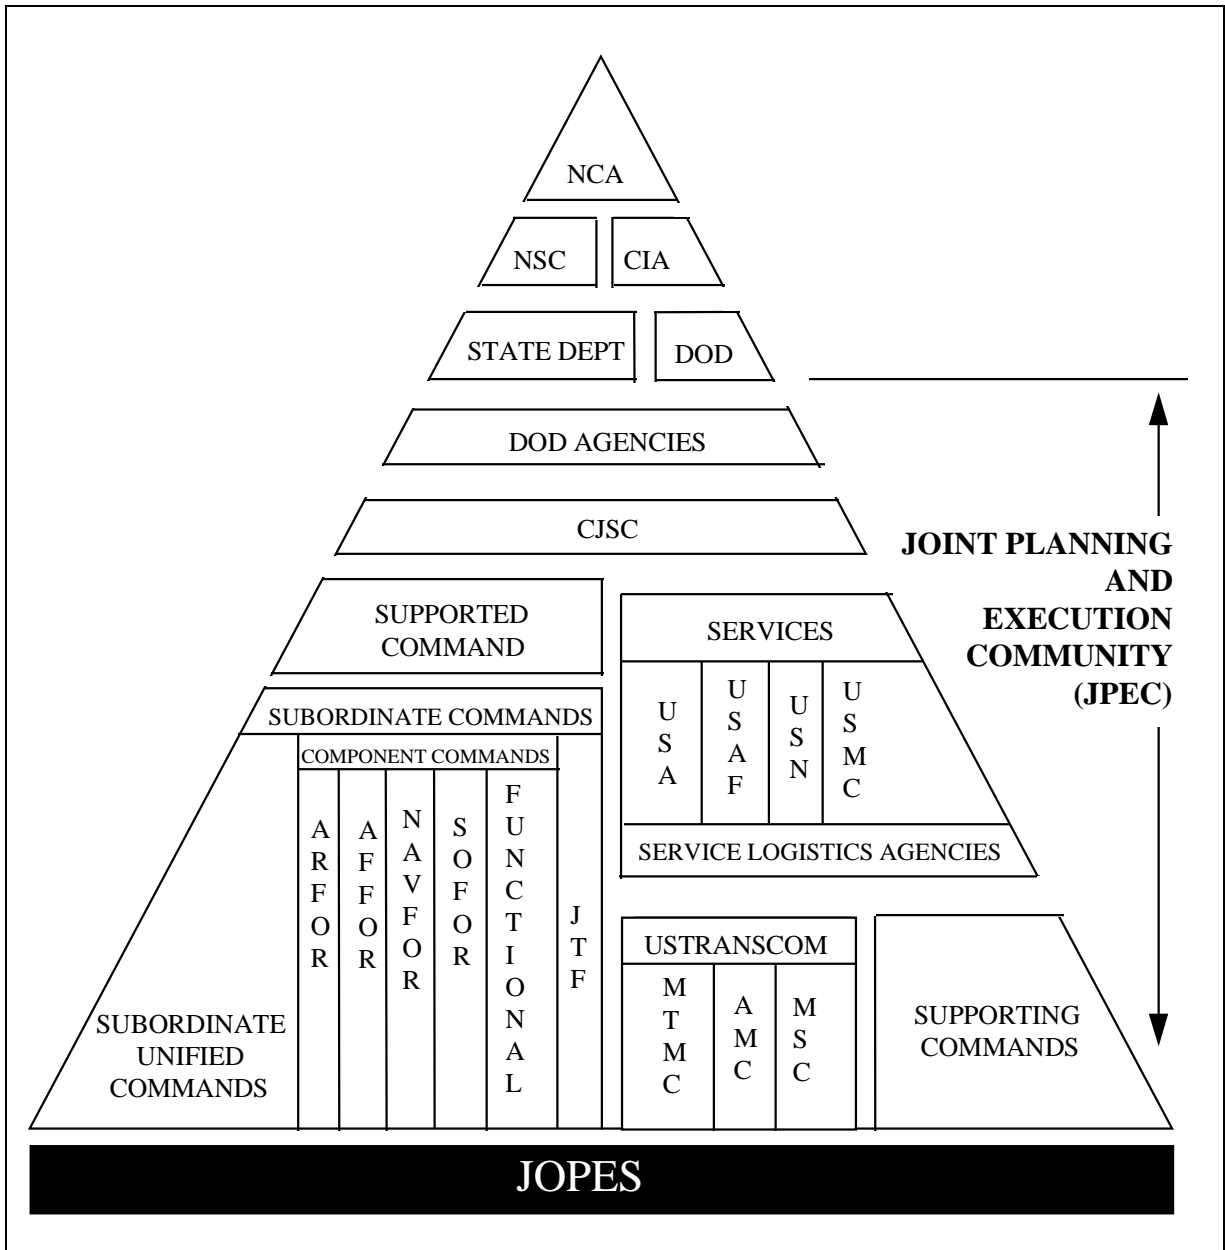 NCA
NSC
CIA
STATE DEPT
DOD
DOD AGENCIES
CJSC
JOINT PLANNING
AND
EXECUTION
COMMUNITY
(JPEC)
SUPPORTED
COMMAND
SERVICES
USA
USAF
USN
USMC
SERVICE LOGISTICS AGENCIES
SUBORDINATE COMMANDS
COMPONENT COMMANDS
ARFOR
AFFOR
NAVFOR
SOFOR
FUNCTIONAL
JTF
SUBORDINATE
UNIFIED
COMMANDS
USTRANSCOM
MTMC
AMC
MSC
SUPPORTING
COMMANDS
JOPES